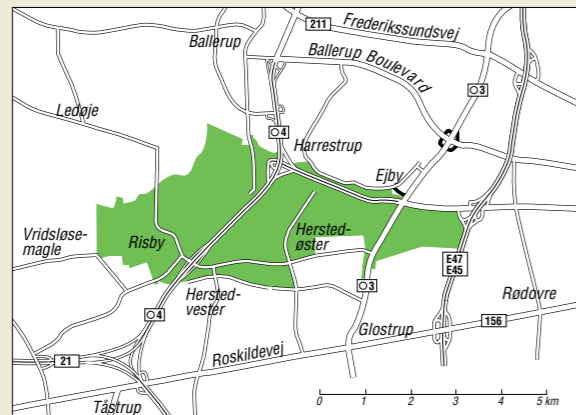 211
Frederikssundsvej
Ballerup
Ballerup Boulevard
O3
Ledøje
O4
Harrestrup
Ejby
Vridsløse-
magle
Risby
Hersted-
øster
E47
E45
Hersted-
vester
O3
Rødovre
O4
Glostrup
156
21
Roskildevej
Tåstrup
0 1 2 3 4 5 km